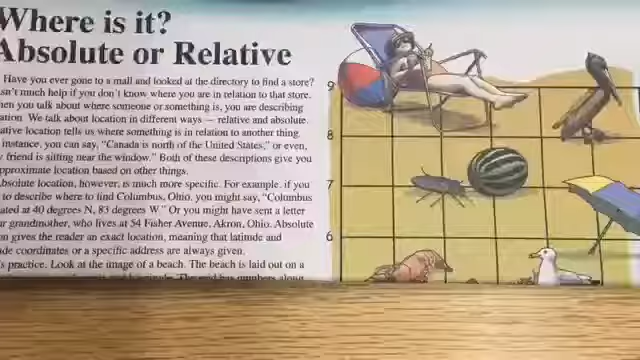 Where is it?
Absolute or Relative
Have you ever gone to a mall and looked at the directory to find a store?
sn't much help if you don't know where you are in relation to that store.
en you talk about where someone or something is, you are describing
ation. We talk about location in different ways — relative and absolute.
ative location tells us where something is in relation to another thing.
instance, you can say, "Canada is north of the United States," or even,
friend is sitting near the window." Both of these descriptions give you
pproximate location based on other things.
bsolute location, however, is much more specific. For example, if you
to describe where to find Columbus, Ohio, you might say, "Columbus
ated at 40 degrees N, 83 degrees W." Or you might have sent a letter
ur grandmother, who lives at 54 Fisher Avenue, Akron, Ohio. Absolute
on gives the reader an exact location, meaning that latitude and
de coordinates or a specific address are always given.
s practice. Look at the image of a beach. The beach is laid out on a
9
8
7
6